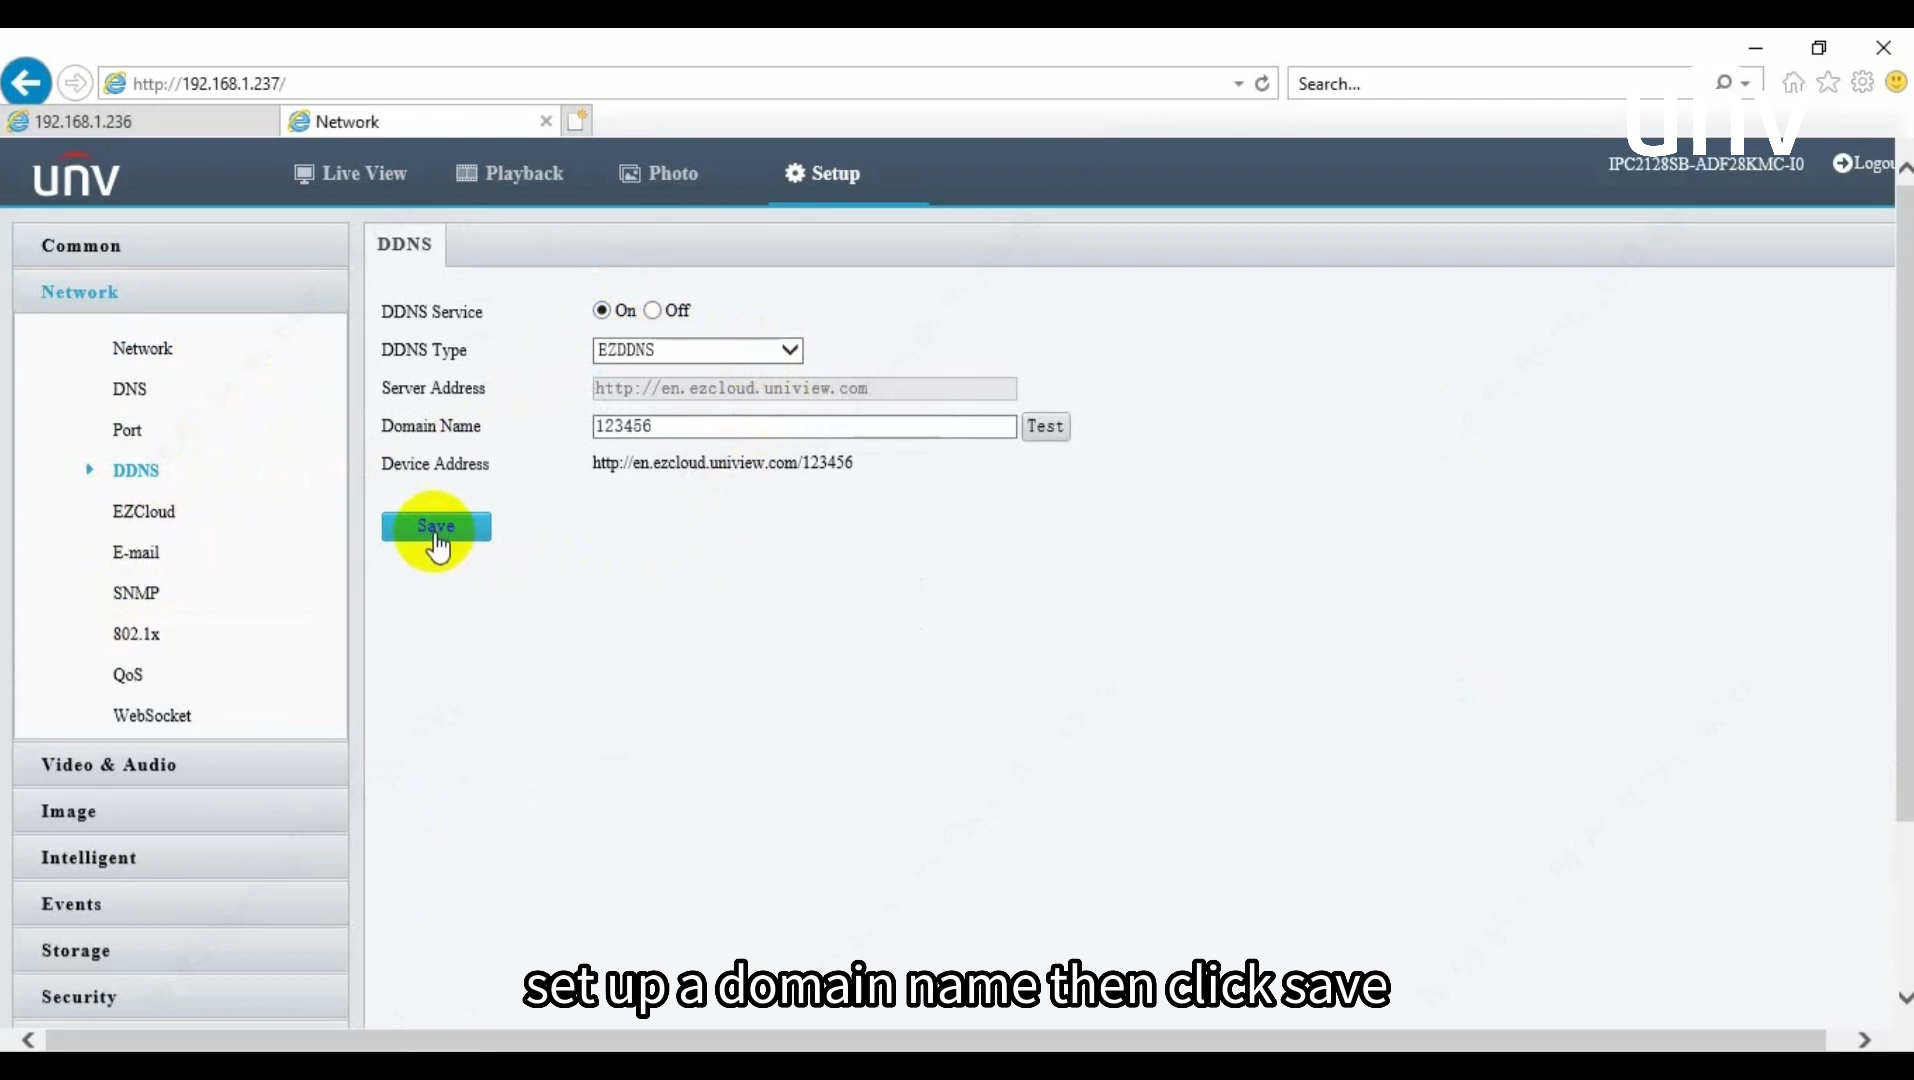 http://192.168.1.237/
Search...
192.168.1.236
Network
unv
unv
Live View
Playback
Photo
Setup
IPC2128SB-ADF28KMC-I0
Logou
Common
Network
Network
DNS
Port
DDNS
EZCloud
E-mail
SNMP
802.1x
QoS
WebSocket
Video & Audio
Image
Intelligent
Events
Storage
Security
DDNS
DDNS Service On Off
DDNS Type EZDDNS
Server Address http://en.ezcloud.uniview.com
Domain Name 123456 Test
Device Address http://en.ezcloud.uniview.com/123456
Save
set up a domain name then click save